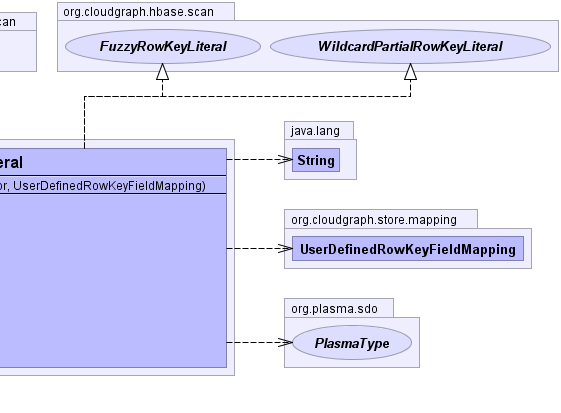 can
org.cloudgraph.hbase.scan
FuzzyRowKeyLiteral
WildcardPartialRowKeyLiteral
java.lang
String
eral
or, UserDefinedRowKeyFieldMapping)
org.cloudgraph.store.mapping
UserDefinedRowKeyFieldMapping
org.plasma.sdo
PlasmaType